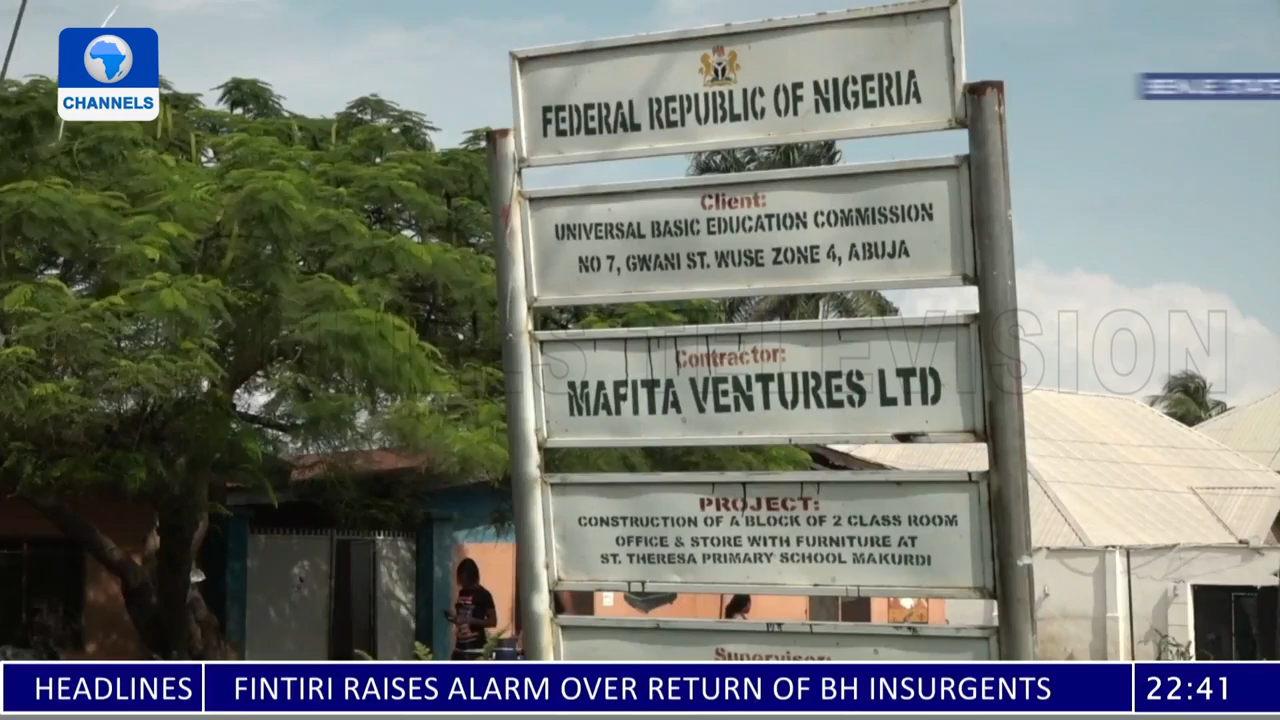 CHANNELS
FEDERAL REPUBLIC OF NIGERIA
Client:
UNIVERSAL BASIC EDUCATION COMMISSION
NO 7, GWANI ST. WUSE ZONE 4, ABUJA
Contractor:
MAFITA VENTURES LTD
PROJECT:
CONSTRUCTION OF A BLOCK OF 2 CLASS ROOM
OFFICE & STORE WITH FURNITURE AT
ST. THERESA PRIMARY SCHOOL MAKURDI
Supervisor:
TELEVISION
HEADLINES
FINTIRI RAISES ALARM OVER RETURN OF BH INSURGENTS
22:41